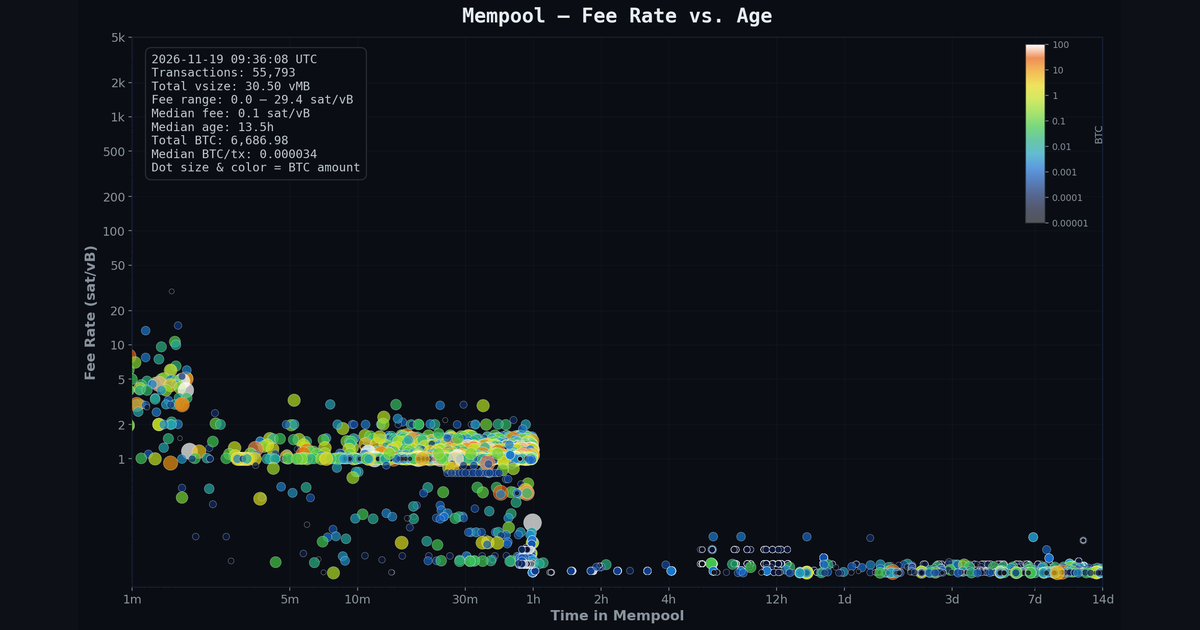 Mempool — Fee Rate vs. Age
2026-11-19 09:36:08 UTC
Transactions: 55,793
Total vsize: 30.50 vMB
Fee range: 0.0 – 29.4 sat/vB
Median fee: 0.1 sat/vB
Median age: 13.5h
Total BTC: 6,686.98
Median BTC/tx: 0.000034
Dot size & color = BTC amount
5k
2k
1k
500
200
100
50
20
10
5
2
1
Fee Rate (sat/vB)
100
10
1
0.1
0.01
0.001
0.0001
0.00001
BTC
1m
5m
10m
30m
1h
2h
4h
12h
1d
3d
7d
14d
Time in Mempool